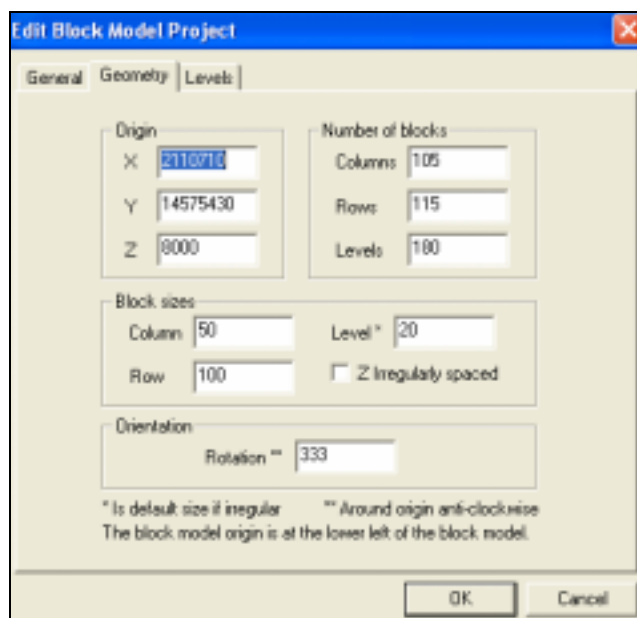 Edit Block Model Project
General Geometry Levels
Origin
X 2110710
Y 14575430
Z 8000
Number of blocks
Columns 105
Rows 115
Levels 180
Block sizes
Column 50
Level * 20
Row 100
Z Irregularly spaced
Orientation
Rotation ** 333
* Is default size if irregular ** Around origin anti-clockwise
The block model origin is at the lower left of the block model.
OK Cancel